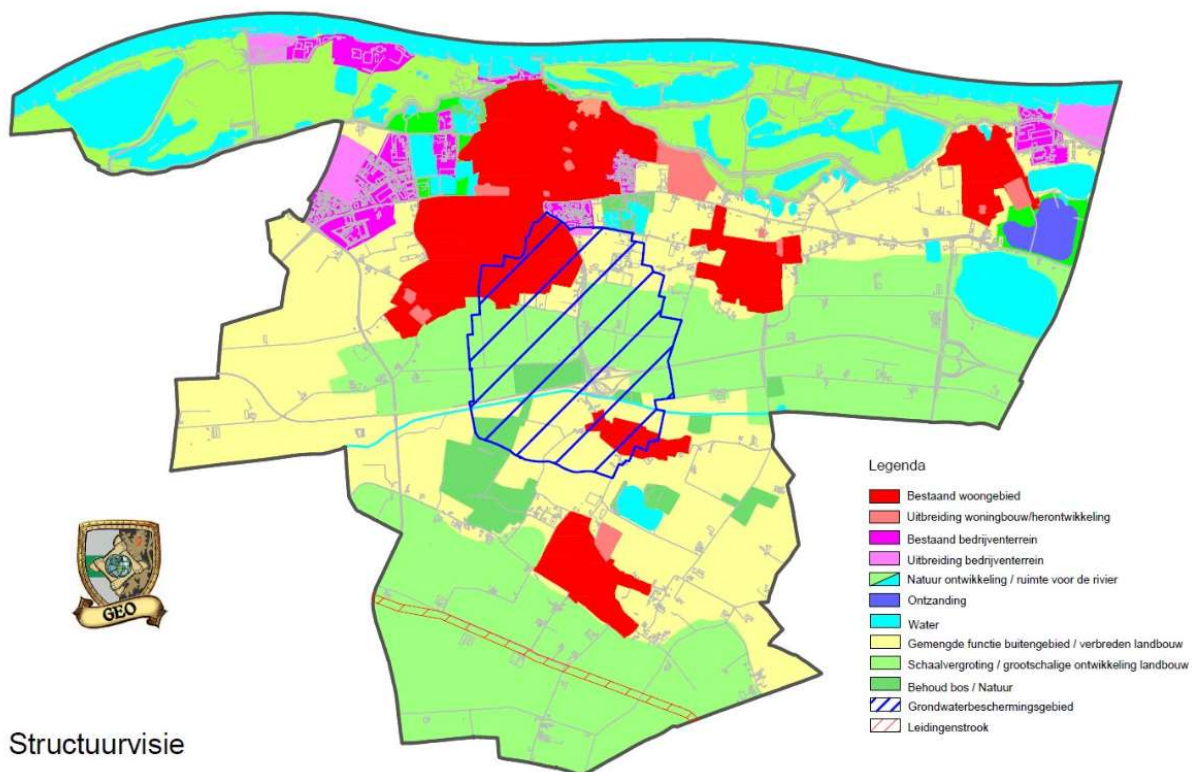 Legenda
Bestaand woongebied
Uitbreiding woningbouw/herontwikkeling
Bestaand bedrijventerrein
Uitbreiding bedrijventerrein
Natuur ontwikkeling / ruimte voor de rivier
Ontzanding
Water
Gemengde functie buitengebied / verbreden landbouw
Schaalvergroting / grootschalige ontwikkeling landbouw
Behoud bos / Natuur
Grondwaterbeschermingsgebied
Leidingenstrook
GEO
Structuurvisie